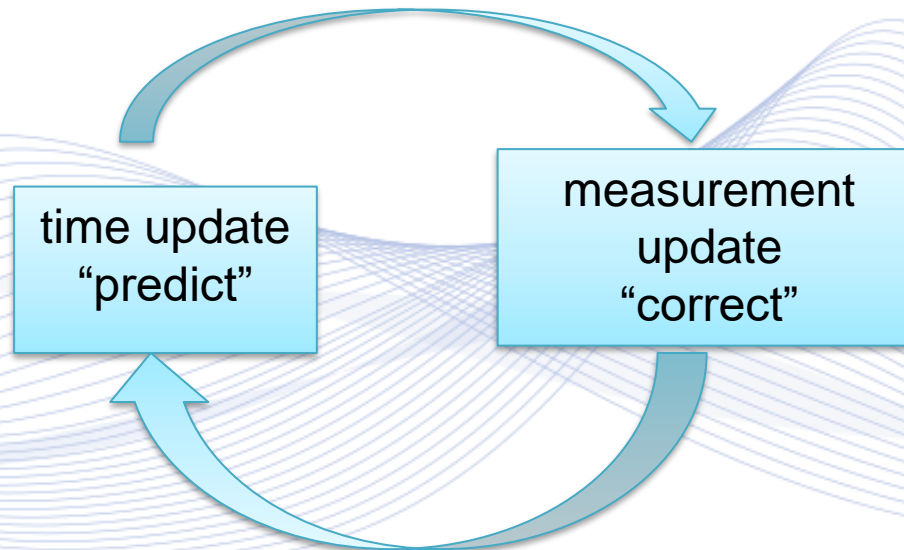 time update
“predict”
measurement
update
“correct”